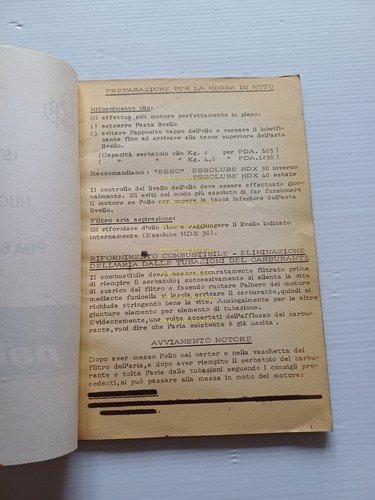 PREPARAZIONE PER LA MESSA IN MOTO
Rifornimento olio:
Si effettua con motore perfettamente in piano.
1) estrarre l'asta livello
2) svitare l'apposito tappo dell'olio e versare il lubrifi-
cante fino ad arrivare alla tacca superiore dell'asta
(Capacità serbatoio olio Kg. 2 per PDA. 625)
( " " " Kg. 4,2 " PDA.1250)
Raccomandiamo: "ESSO" ESSOLUBE HDX 30 inverno
ESSOLUBE HDX 40 estate
Il controllo del livello dell'olio deve essere effettuato gior-
nalmente. Si eviti nel modo più assoluto di far funzionare
il motore se l'olio non supera la tacca inferiore dell'asta
livello.
Filtro aria aspirazione:
Si rifornisce d'olio fino a raggiungere il livello indicato
internamente (Essolute HDX 30).
RIFORNIMENTO COMBUSTIBILE - ELIMINAZIONE
DELL'ARIA DALLE TUBAZIONI DEL CARBURANTE
Il combustibile dovrà essere accuratamente filtrato prima
di riempire il serbatoio; successivamente si allenta la vite
di scarico del filtro e facendo ruotare l'albero del motore
mediante funicella si lascia arrivare il carburante, quindi si
richiude stringendo bene la vite. Analogalmente per le altre
giunture elemento per elemento di tubazione.
Evidentemente, una volta accertato dell'afflusso del carbu-
rante, vuol dire che l'aria esistente è già uscita.
AVVIAMENTO MOTORE
Dopo aver messo l'olio nel carter e nella vaschetta del
filtro dell'aria, e dopo aver riempito il serbatoio del carbu-
rante e tolta l'aria dalle tubazioni seguendo i consigli pre-
cedenti, si può passare alla messa in moto del motore: